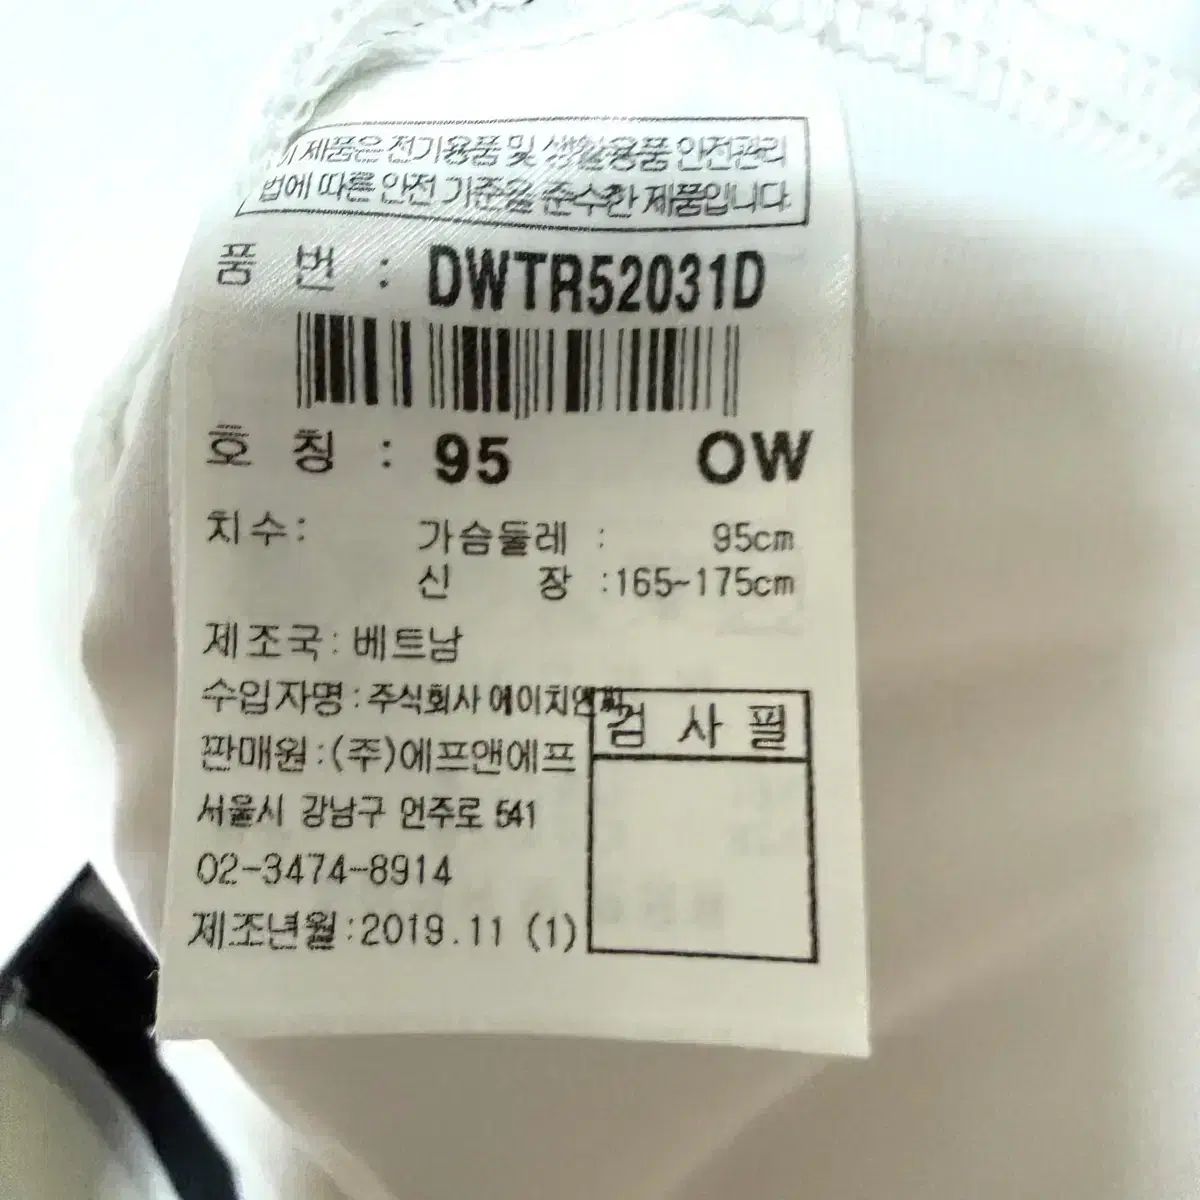 이 제품은 전기용품 및 생활용품 안전관리
법에 따른 안전 기준을 준수한 제품입니다.
품 번 : DWTR52031D
호 칭 : 95 OW
치수: 가슴둘레 : 95cm
신 장 :165~175cm
제조국: 베트남
수입자명:주식회사 에이치앤씨
검 사 필
판매원:(주)에프앤에프
서울시 강남구 언주로 541
02-3474-8914
제조년월:2019.11 (1)